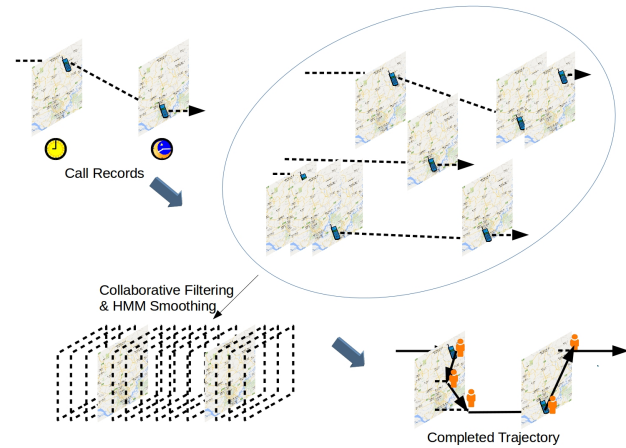 Call Records
Collaborative Filtering
& HMM Smoothing
Completed Trajectory